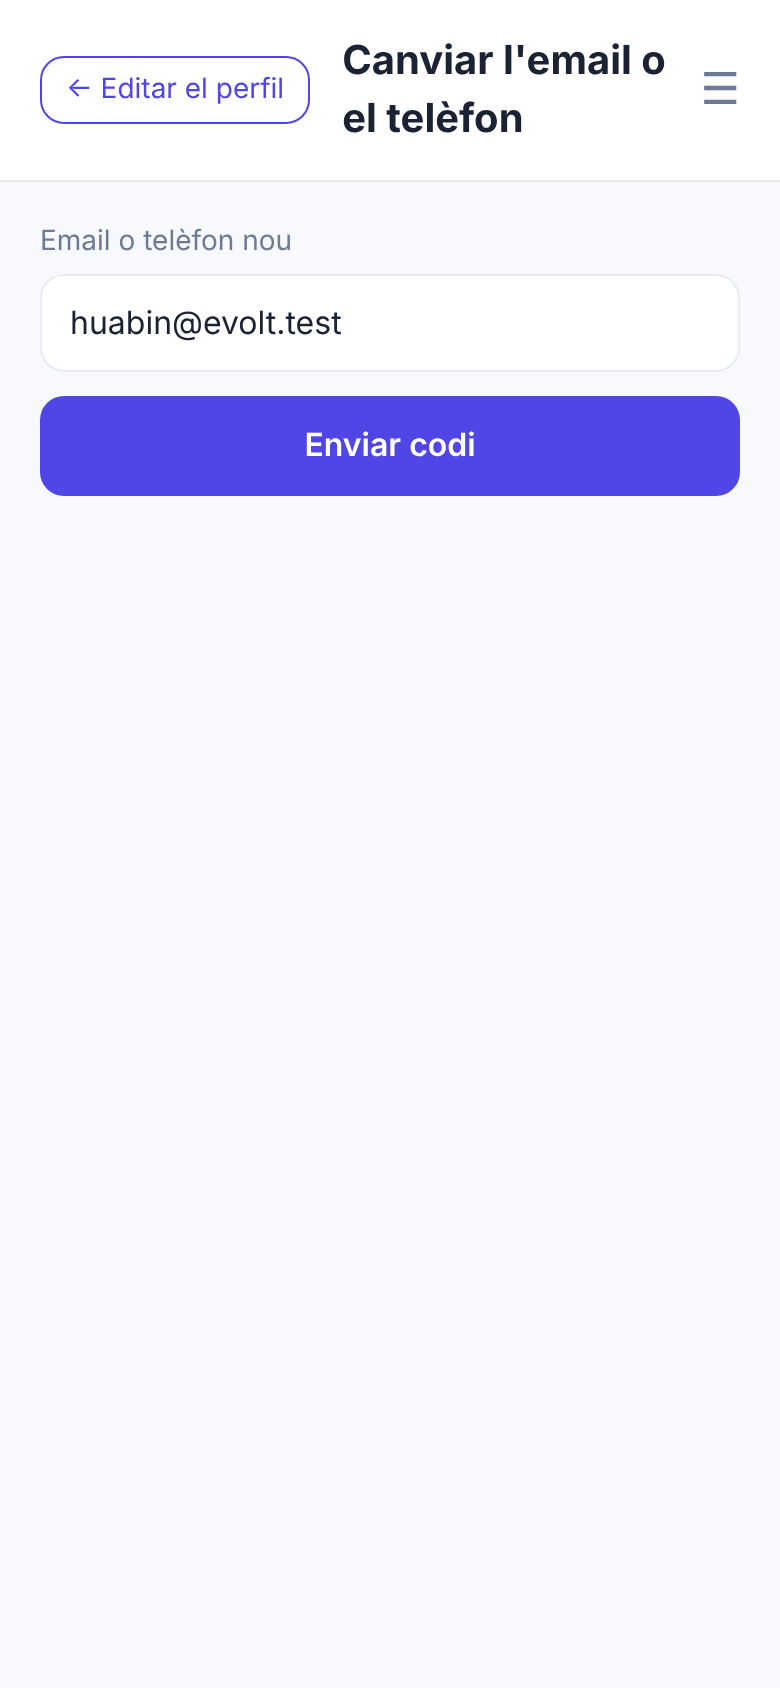 ← Editar el perfil
Canviar l'email o
el telèfon
Email o telèfon nou
huabin@evolt.test
Enviar codi